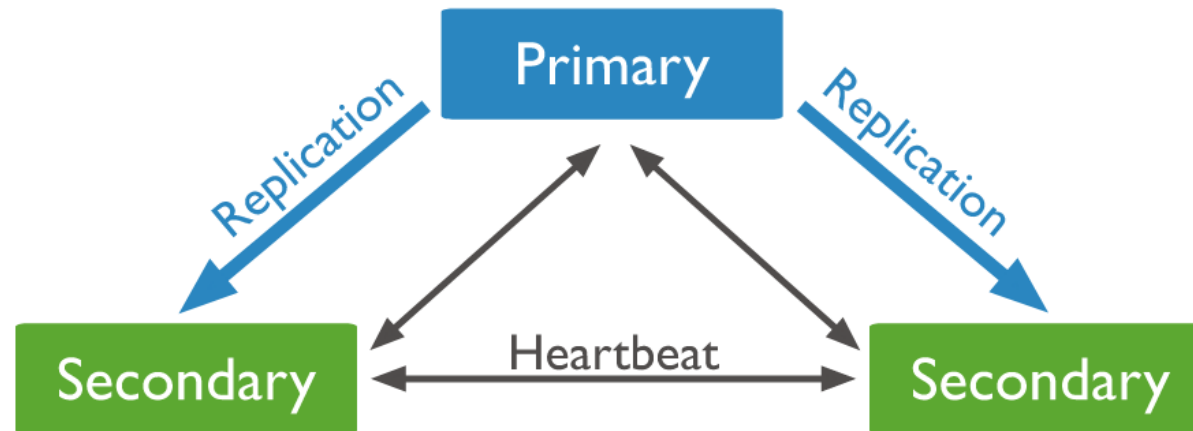 Primary
Replication
Replication
Heartbeat
Secondary
Secondary